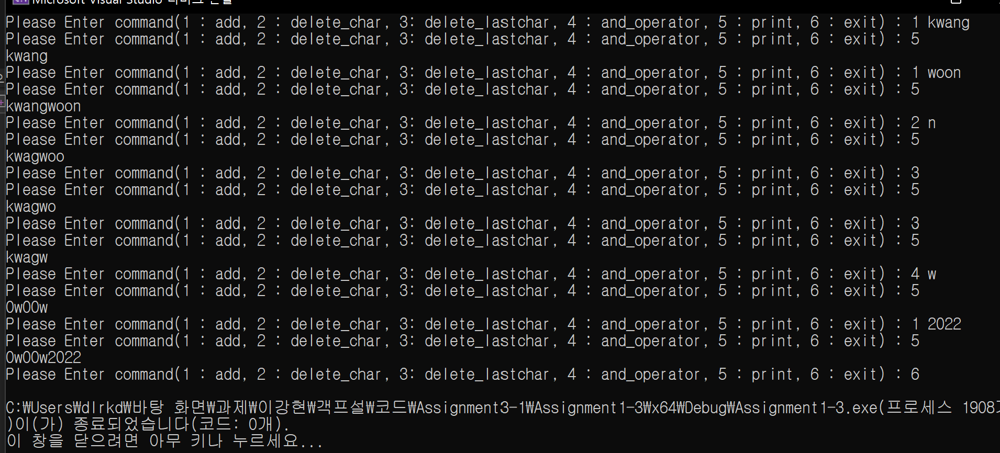 Microsoft Visual Studio 디버그 콘솔
Please Enter command(1 : add, 2 : delete_char, 3: delete_lastchar, 4 : and_operator, 5 : print, 6 : exit) : 1 kwang
Please Enter command(1 : add, 2 : delete_char, 3: delete_lastchar, 4 : and_operator, 5 : print, 6 : exit) : 5
kwang
Please Enter command(1 : add, 2 : delete_char, 3: delete_lastchar, 4 : and_operator, 5 : print, 6 : exit) : 1 woon
Please Enter command(1 : add, 2 : delete_char, 3: delete_lastchar, 4 : and_operator, 5 : print, 6 : exit) : 5
kwangwoon
Please Enter command(1 : add, 2 : delete_char, 3: delete_lastchar, 4 : and_operator, 5 : print, 6 : exit) : 2 n
Please Enter command(1 : add, 2 : delete_char, 3: delete_lastchar, 4 : and_operator, 5 : print, 6 : exit) : 5
kwagwoo
Please Enter command(1 : add, 2 : delete_char, 3: delete_lastchar, 4 : and_operator, 5 : print, 6 : exit) : 3
Please Enter command(1 : add, 2 : delete_char, 3: delete_lastchar, 4 : and_operator, 5 : print, 6 : exit) : 5
kwagwo
Please Enter command(1 : add, 2 : delete_char, 3: delete_lastchar, 4 : and_operator, 5 : print, 6 : exit) : 3
Please Enter command(1 : add, 2 : delete_char, 3: delete_lastchar, 4 : and_operator, 5 : print, 6 : exit) : 5
kwagw
Please Enter command(1 : add, 2 : delete_char, 3: delete_lastchar, 4 : and_operator, 5 : print, 6 : exit) : 4 w
Please Enter command(1 : add, 2 : delete_char, 3: delete_lastchar, 4 : and_operator, 5 : print, 6 : exit) : 5
0w00w
Please Enter command(1 : add, 2 : delete_char, 3: delete_lastchar, 4 : and_operator, 5 : print, 6 : exit) : 1 2022
Please Enter command(1 : add, 2 : delete_char, 3: delete_lastchar, 4 : and_operator, 5 : print, 6 : exit) : 5
0w00w2022
Please Enter command(1 : add, 2 : delete_char, 3: delete_lastchar, 4 : and_operator, 5 : print, 6 : exit) : 6
C:₩Users₩dlrkd₩바탕 화면₩과제₩이강현₩객프설₩코드₩Assignment3-1₩Assignment1-3₩x64₩Debug₩Assignment1-3.exe(프로세스 1908
)이(가) 종료되었습니다(코드: 0개).
이 창을 닫으려면 아무 키나 누르세요...